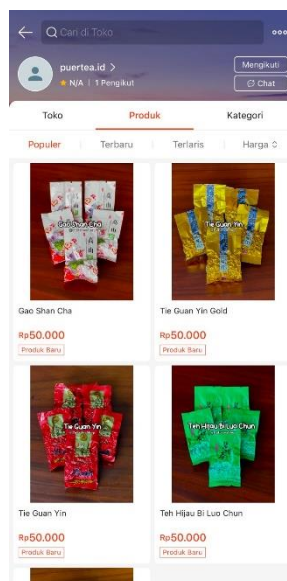 Cari di Toko
puertea.id >
N/A | 1 Pengikut
Mengikuti
Chat
Toko
Produk
Kategori
Populer
Terbaru
Terlaris
Harga
Gao Shan Cha
Tie Guan Yin
Gao Shan Cha
Tie Guan Yin Gold
Rp50.000
Rp50.000
Produk Baru
Produk Baru
Tie Guan Yin
Teh Hijau Bi Luo Chun
Tie Guan Yin
Teh Hijau Bi Luo Chun
Rp50.000
Rp50.000
Produk Baru
Produk Baru